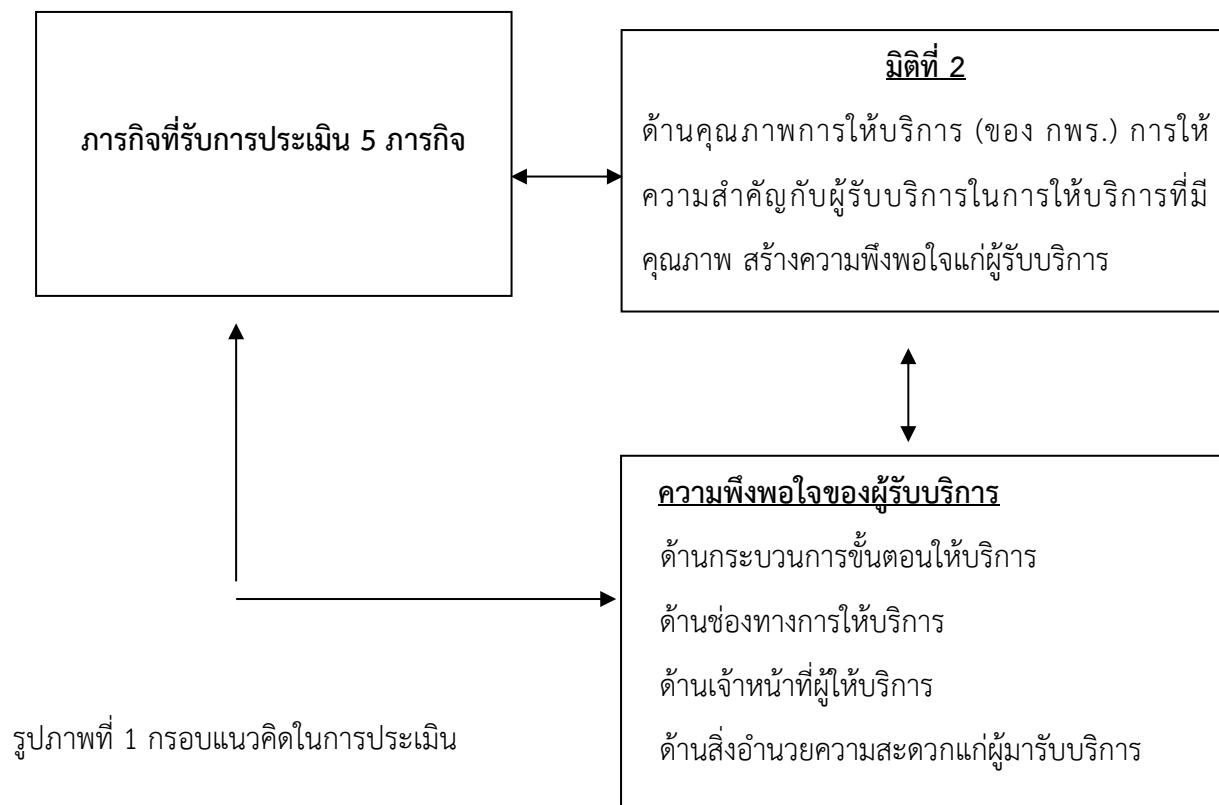 ภารกิจที่รับการประเมิน 5 ภารกิจ
มิติที่ 2
ด้านคุณภาพการให้บริการ (ของ กพร.) การให้
ความสำคัญกับผู้รับบริการในการให้บริการที่มี
คุณภาพ สร้างความพึงพอใจแก่ผู้รับบริการ
ความพึงพอใจของผู้รับบริการ
ด้านกระบวนการขั้นตอนให้บริการ
ด้านช่องทางการให้บริการ
ด้านเจ้าหน้าที่ผู้ให้บริการ
ด้านสิ่งอำนวยความสะดวกแก่ผู้มารับบริการ
รูปภาพที่ 1 กรอบแนวคิดในการประเมิน